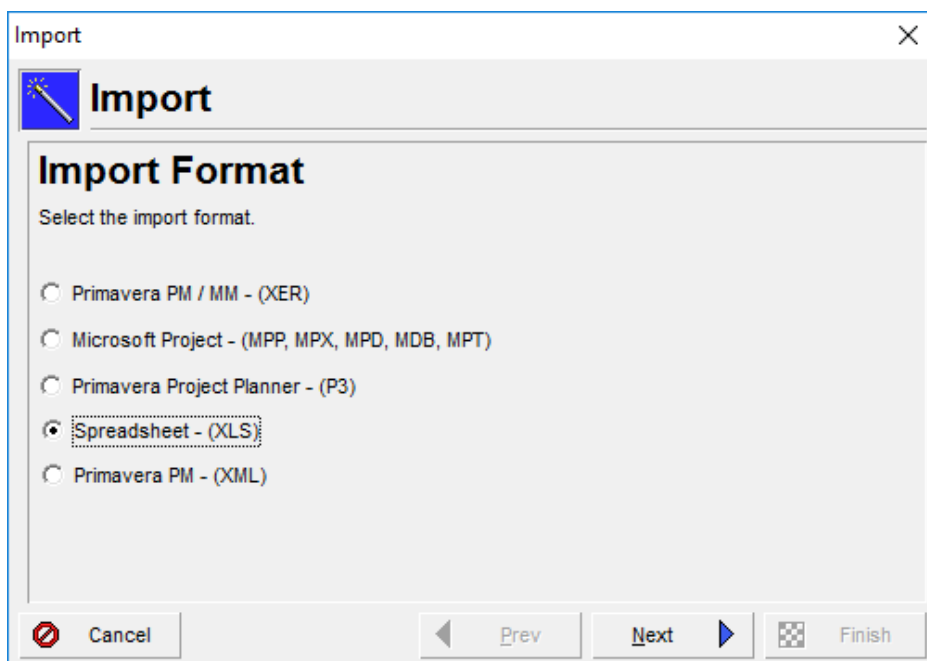 Import
Import
Import Format
Select the import format.
Primavera PM / MM - (XER)
Microsoft Project - (MPP, MPX, MPD, MDB, MPT)
Primavera Project Planner - (P3)
Spreadsheet - (XLS)
Primavera PM - (XML)
Cancel Prev Next Finish